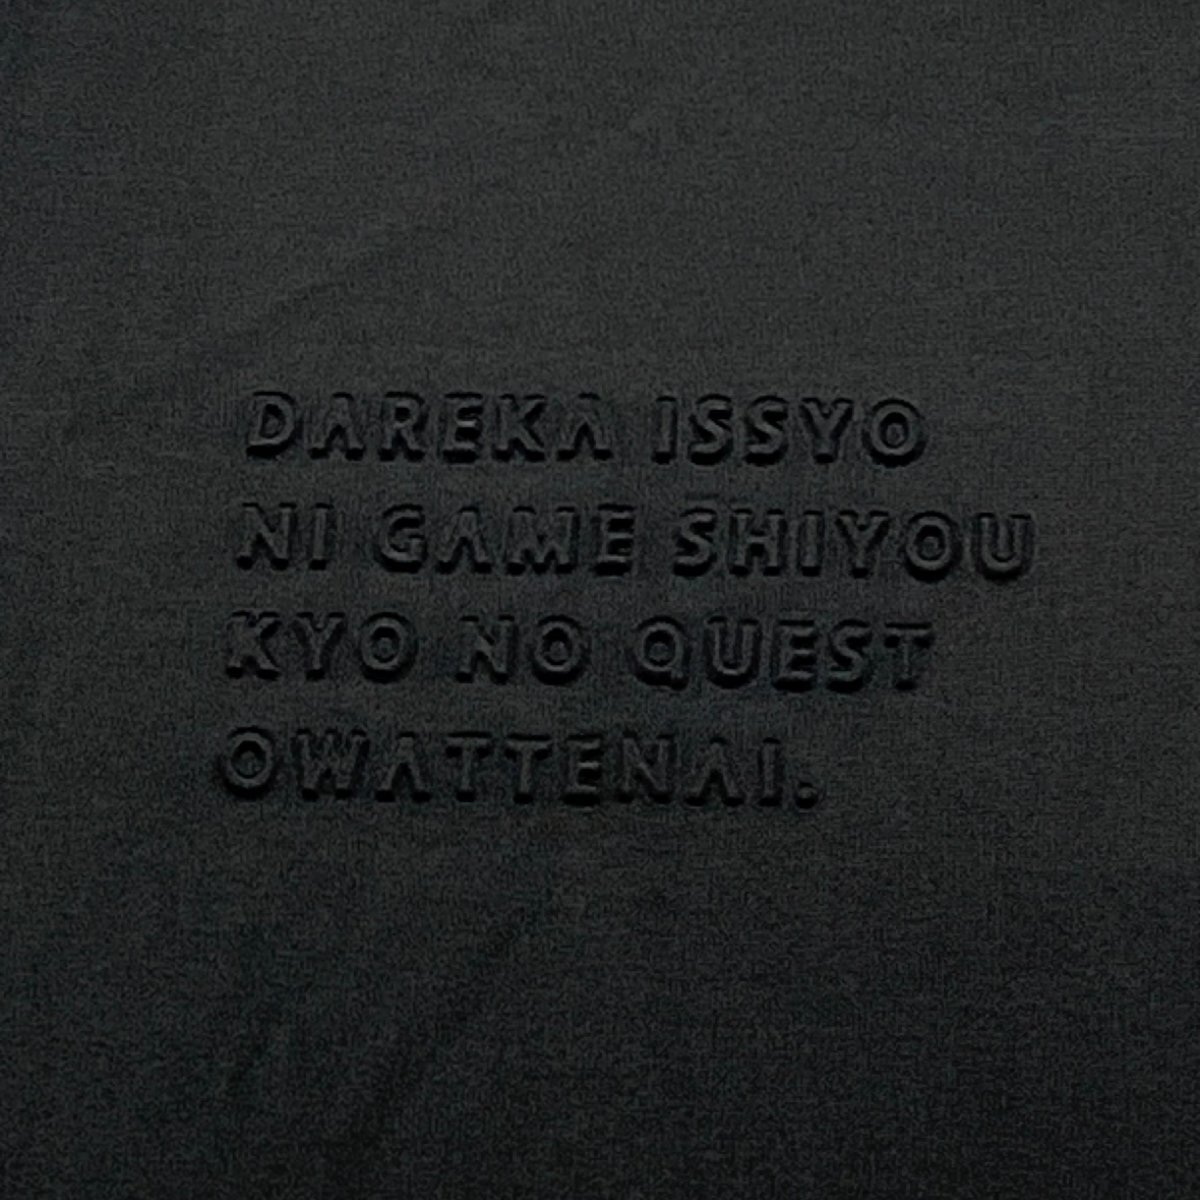 DAREKA ISSYO
NI GAME SHIYOU
KYO NO QUEST
OWATTENAI.